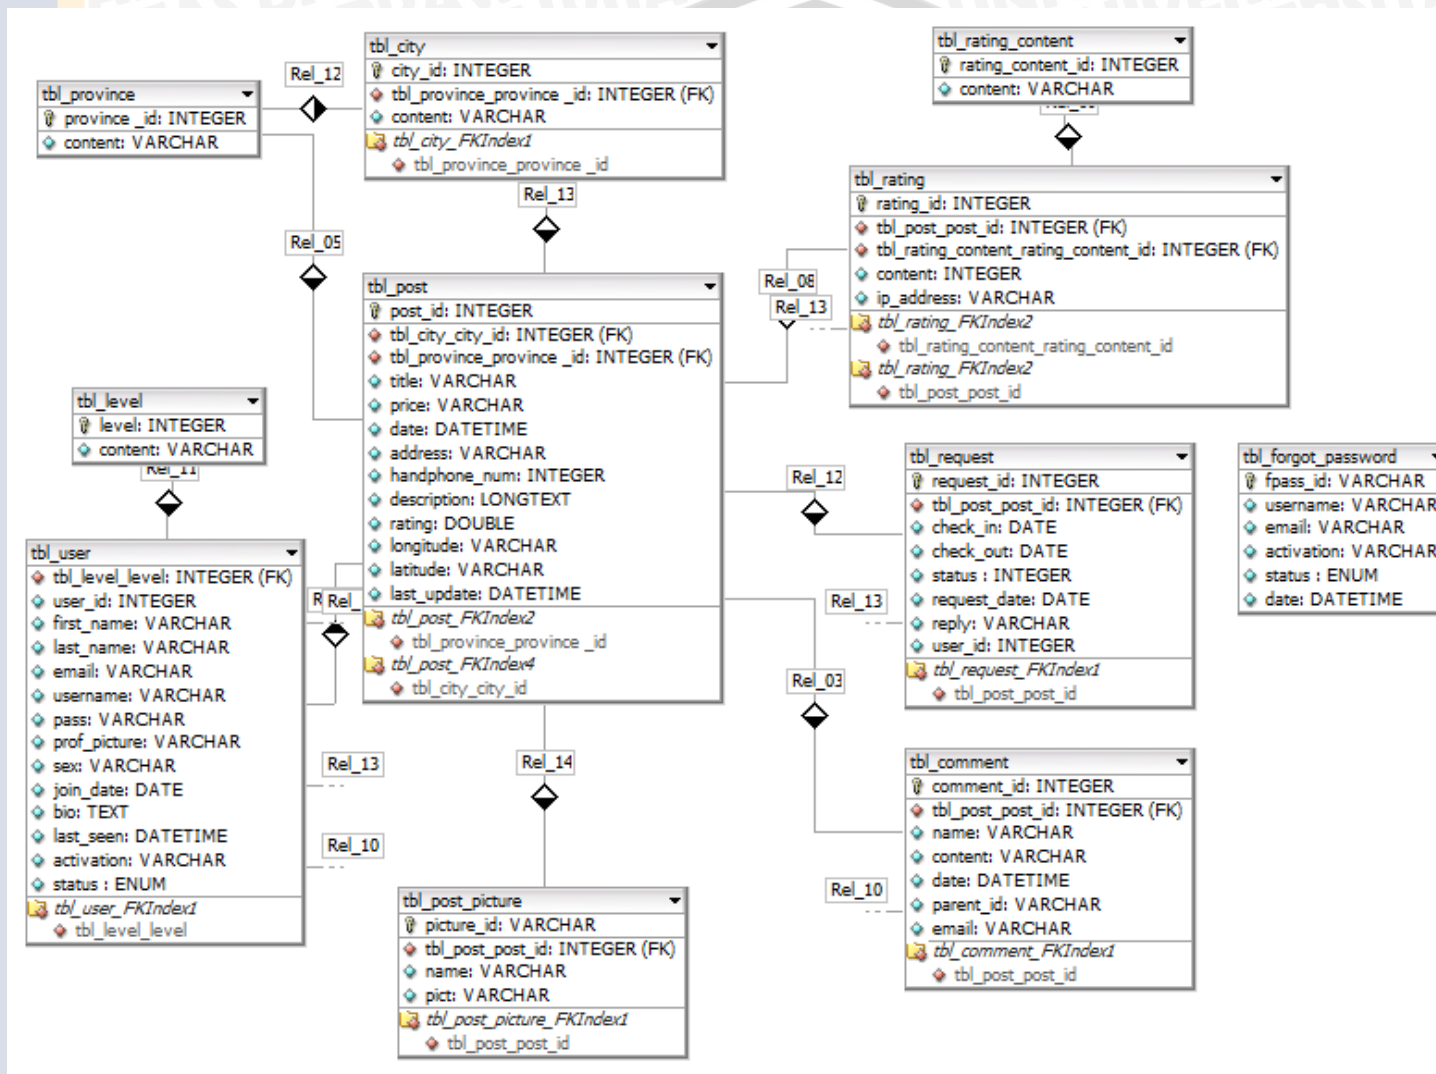 tbl_province
province _id: INTEGER
content: VARCHAR
Rel_12
tbl_city
city_id: INTEGER
tbl_province_province _id: INTEGER (FK)
content: VARCHAR
tbl_city_FKIndex1
tbl_province_province _id
Rel_13
Rel_05
tbl_rating_content
rating_content_id: INTEGER
content: VARCHAR
tbl_rating
rating_id: INTEGER
tbl_post_post_id: INTEGER (FK)
tbl_rating_content_rating_content_id: INTEGER (FK)
content: INTEGER
ip_address: VARCHAR
tbl_rating_FKIndex2
tbl_rating_content_rating_content_id
tbl_rating_FKIndex2
tbl_post_post_id
Rel_08
Rel_13
tbl_post
post_id: INTEGER
tbl_city_city_id: INTEGER (FK)
tbl_province_province _id: INTEGER (FK)
title: VARCHAR
price: VARCHAR
date: DATETIME
address: VARCHAR
handphone_num: INTEGER
description: LONGTEXT
rating: DOUBLE
longitude: VARCHAR
latitude: VARCHAR
last_update: DATETIME
tbl_post_FKIndex2
tbl_province_province _id
tbl_post_FKIndex4
tbl_city_city_id
tbl_level
level: INTEGER
content: VARCHAR
Rel_11
tbl_user
tbl_level_level: INTEGER (FK)
user_id: INTEGER
first_name: VARCHAR
last_name: VARCHAR
email: VARCHAR
username: VARCHAR
pass: VARCHAR
prof_picture: VARCHAR
sex: VARCHAR
join_date: DATE
bio: TEXT
last_seen: DATETIME
activation: VARCHAR
status : ENUM
tbl_user_FKIndex1
tbl_level_level
Rel_
Rel_13
Rel_10
Rel_14
tbl_post_picture
picture_id: VARCHAR
tbl_post_post_id: INTEGER (FK)
name: VARCHAR
pict: VARCHAR
tbl_post_picture_FKIndex1
tbl_post_post_id
Rel_12
Rel_13
tbl_request
request_id: INTEGER
tbl_post_post_id: INTEGER (FK)
check_in: DATE
check_out: DATE
status : INTEGER
request_date: DATE
reply: VARCHAR
user_id: INTEGER
tbl_request_FKIndex1
tbl_post_post_id
tbl_forgot_password
fpass_id: VARCHAR
username: VARCHAR
email: VARCHAR
activation: VARCHAR
status : ENUM
date: DATETIME
Rel_03
Rel_10
tbl_comment
comment_id: INTEGER
tbl_post_post_id: INTEGER (FK)
name: VARCHAR
content: VARCHAR
date: DATETIME
parent_id: VARCHAR
email: VARCHAR
tbl_comment_FKIndex1
tbl_post_post_id